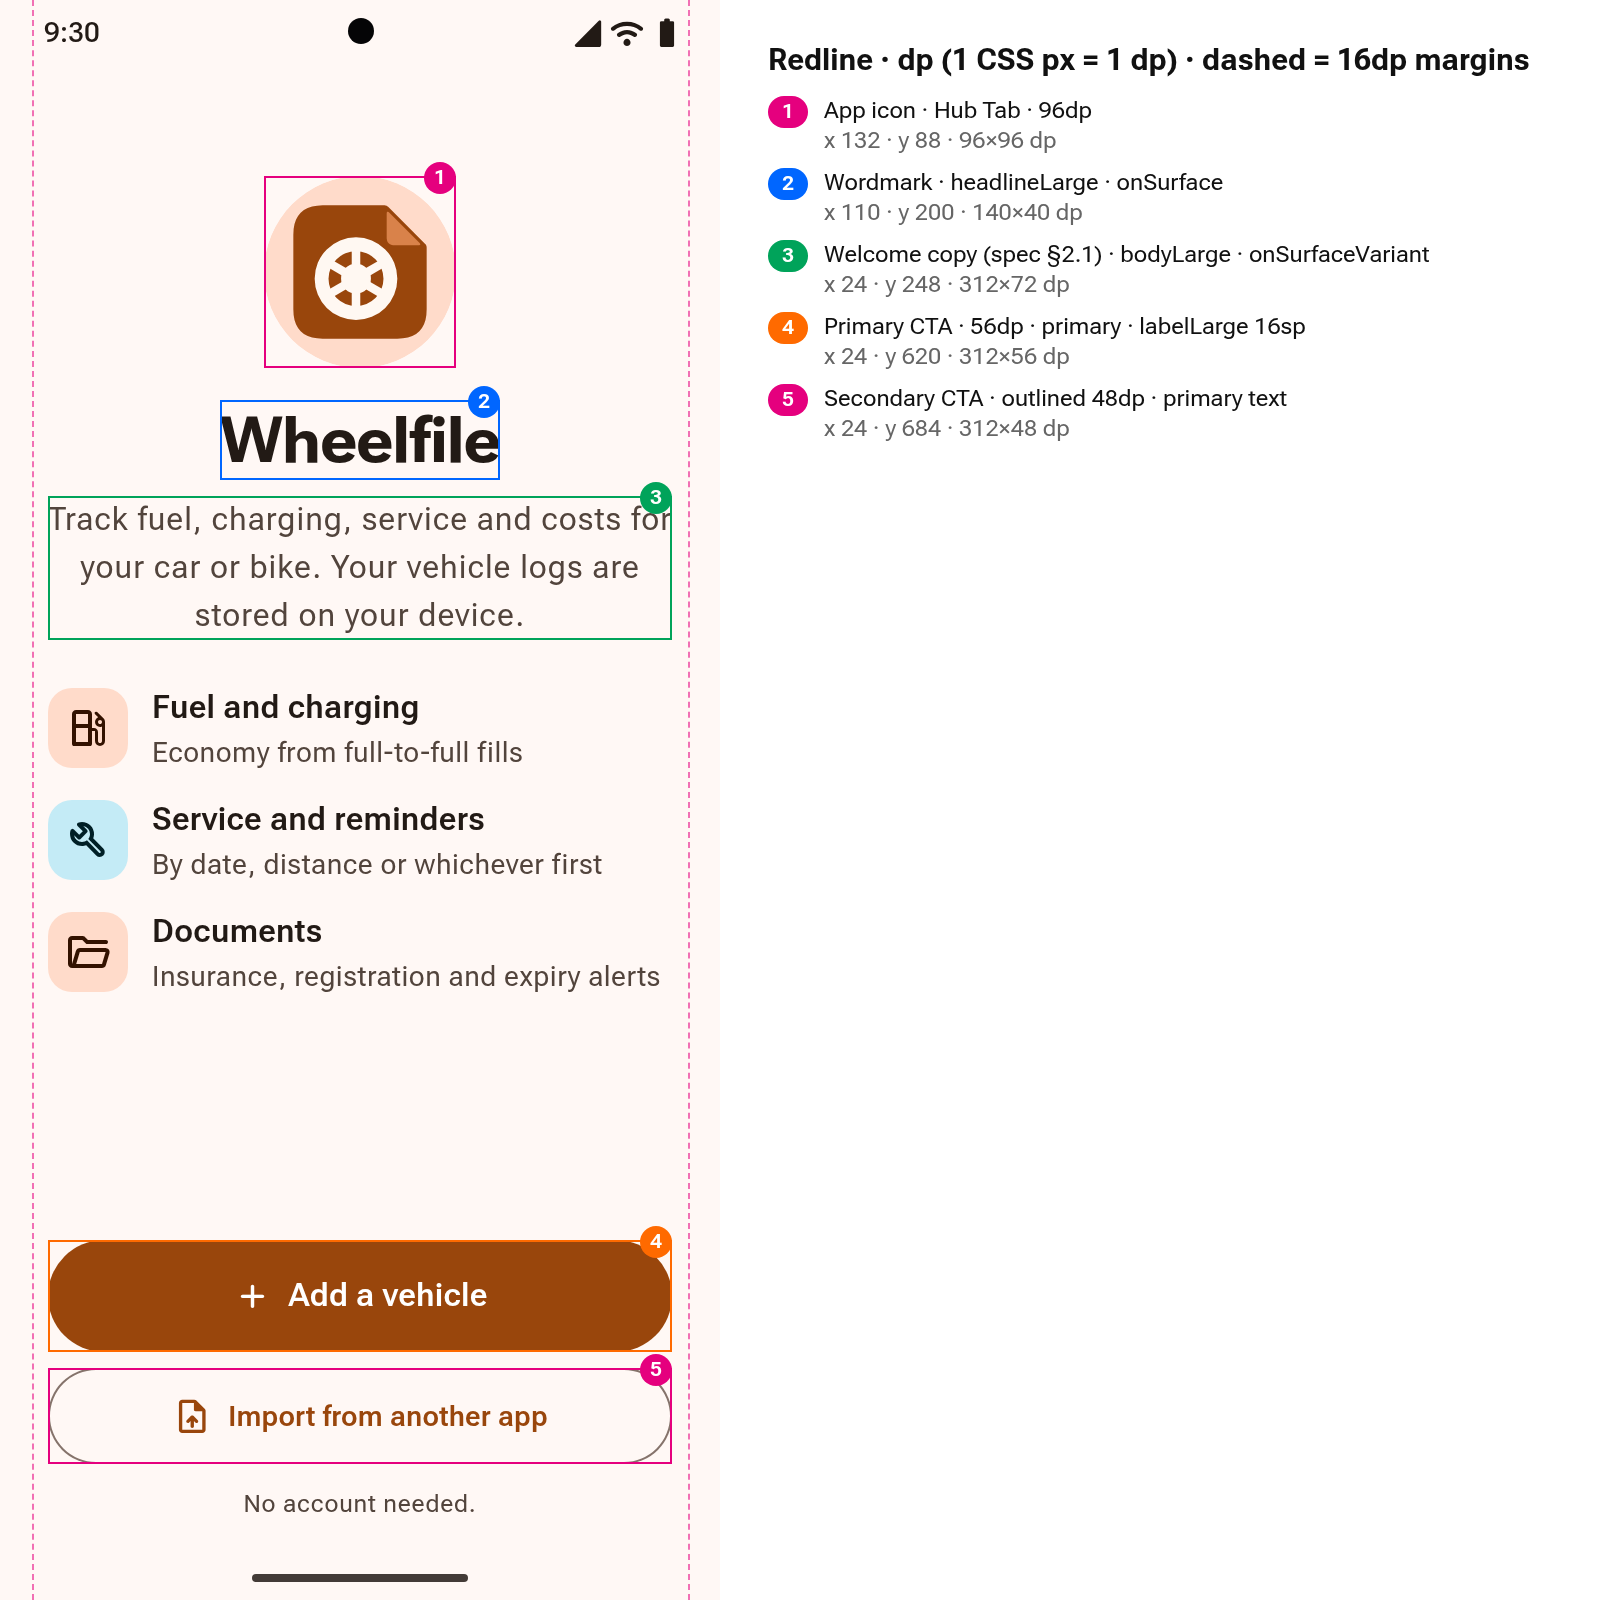 9:30
1
Wheelfile
2
Track fuel, charging, service and costs for
your car or bike. Your vehicle logs are
stored on your device.
3
Fuel and charging
Economy from full-to-full fills
Service and reminders
By date, distance or whichever first
Documents
Insurance, registration and expiry alerts
4
Add a vehicle
5
Import from another app
No account needed.
Redline · dp (1 CSS px = 1 dp) · dashed = 16dp margins
1 App icon · Hub Tab · 96dp
x 132 · y 88 · 96×96 dp
2 Wordmark · headlineLarge · onSurface
x 110 · y 200 · 140×40 dp
3 Welcome copy (spec §2.1) · bodyLarge · onSurfaceVariant
x 24 · y 248 · 312×72 dp
4 Primary CTA · 56dp · primary · labelLarge 16sp
x 24 · y 620 · 312×56 dp
5 Secondary CTA · outlined 48dp · primary text
x 24 · y 684 · 312×48 dp